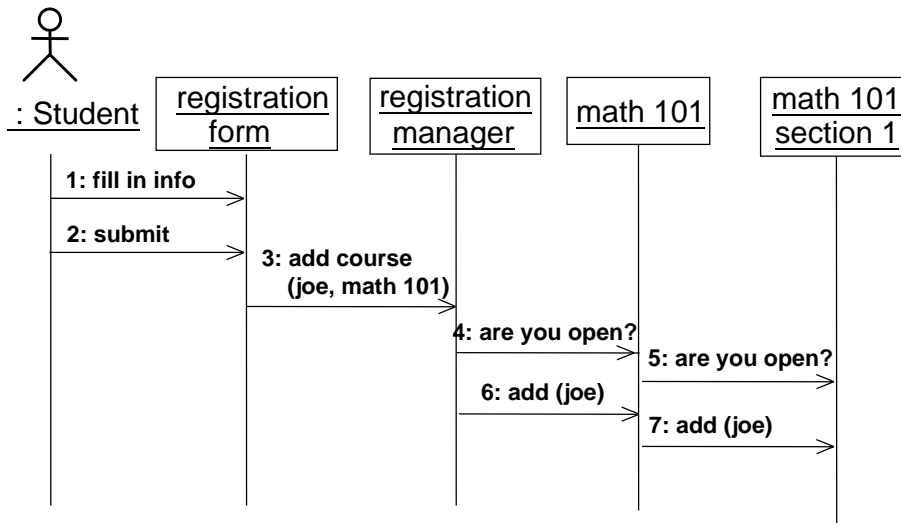 : Student
registration
form
registration
manager
math 101
math 101
section 1
1: fill in info
2: submit
3: add course
(joe, math 101)
4: are you open?
5: are you open?
6: add (joe)
7: add (joe)